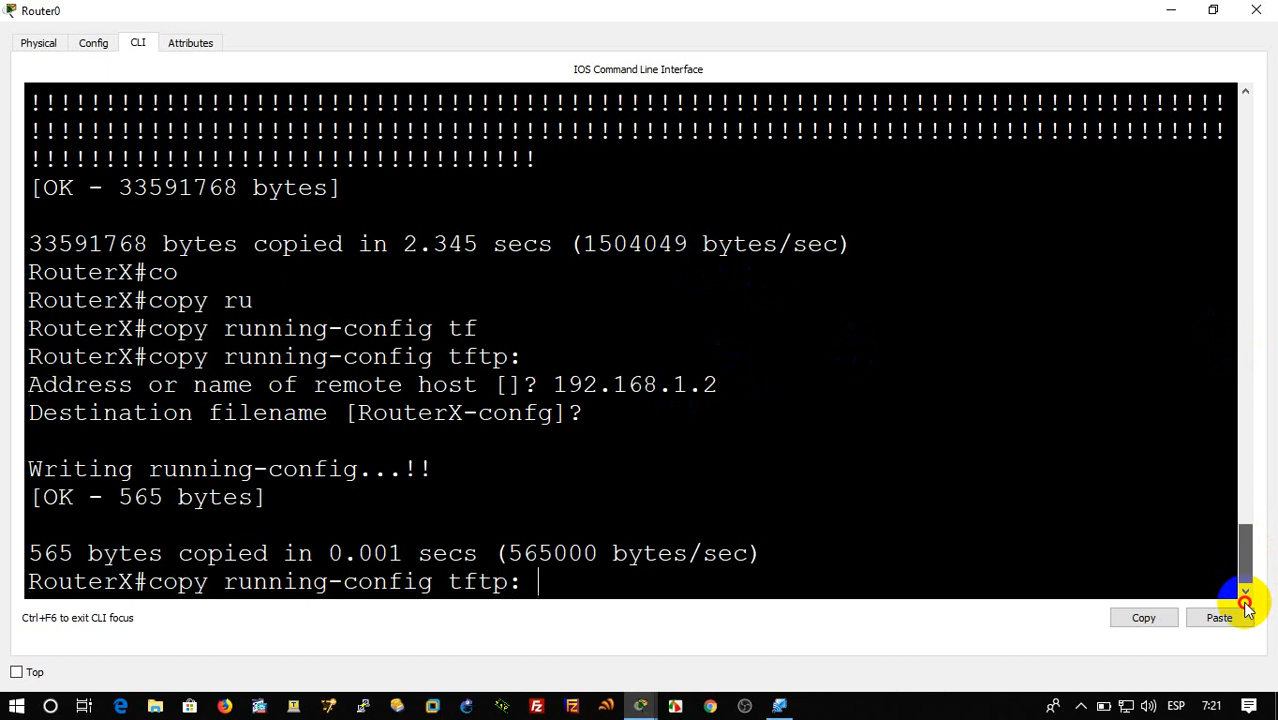 Router0
Physical
Config
CLI
Attributes
IOS Command Line Interface
!!!!!!!!!!!!!!!!!!!!!!!!!!!!!!!!!!!!!!!!!!!!!!!!!!!!!!!!!!!!!!!!!!!!!!!!!!!!!!!!
!!!!!!!!!!!!!!!!!!!!!!!!!!!!!!!!!!!!!!!!!!!!!!!!!!!!!!!!!!!!!!!!!!!!!!!!!!!!!!!!
!!!!!!!!!!!!!!!!!!!!!!!!!!!!!!!!!!
[OK - 33591768 bytes]
33591768 bytes copied in 2.345 secs (1504049 bytes/sec)
RouterX#co
RouterX#copy ru
RouterX#copy running-config tf
RouterX#copy running-config tftp:
Address or name of remote host []? 192.168.1.2
Destination filename [RouterX-confg]?
Writing running-config...!!
[OK - 565 bytes]
565 bytes copied in 0.001 secs (565000 bytes/sec)
RouterX#copy running-config tftp:
Ctrl+F6 to exit CLI focus
Copy
Paste
Top
ESP
7:21